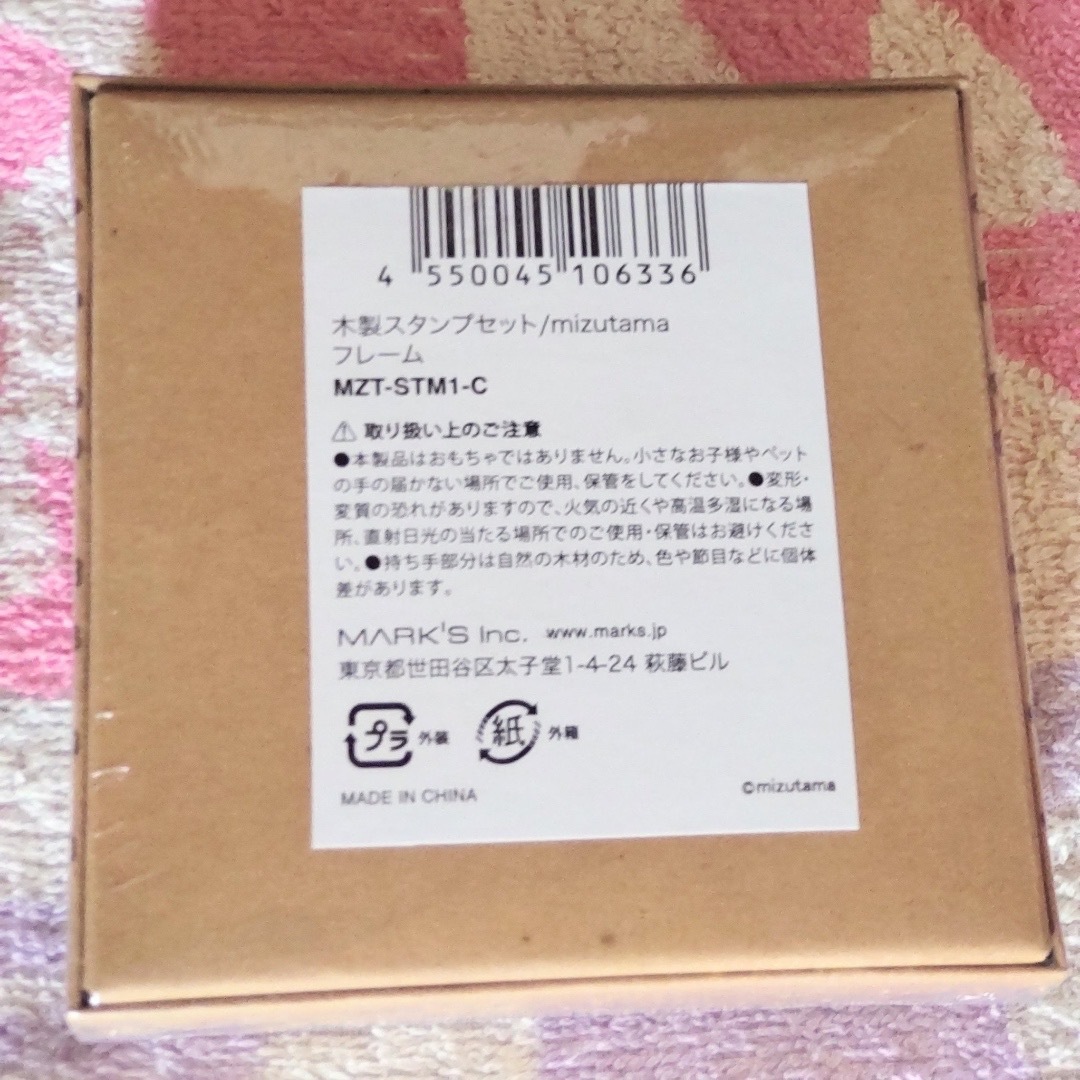 4 550045 106336
木製スタンプセット/mizutama
フレーム
MZT-STM1-C
⚠ 取り扱い上のご注意
●本製品はおもちゃではありません。小さなお子様やペット
の手の届かない場所でご使用、保管をしてください。●変形・
変質の恐れがありますので、火気の近くや高温多湿になる場
所、直射日光の当たる場所でのご使用・保管はお避けくださ
い。●持ち手部分は自然の木材のため、色や節目などに個体
差があります。
MARK'S Inc. www.marks.jp
東京都世田谷区太子堂1-4-24 萩藤ビル
プラ 外装 紙 外箱
MADE IN CHINA
©mizutama